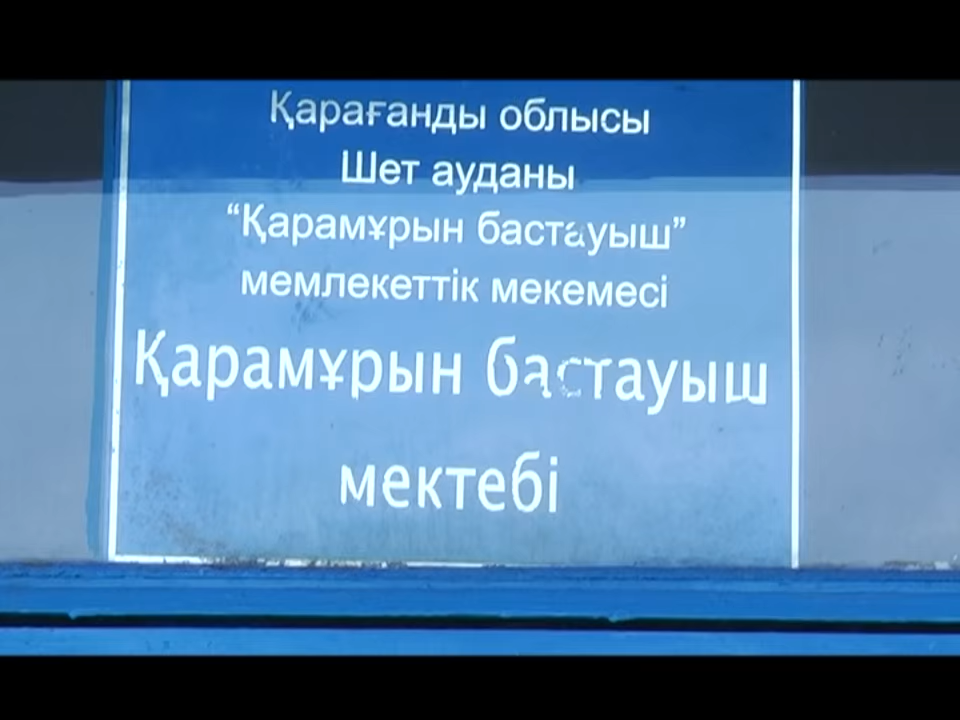 Қарағанды облысы
Шет ауданы
“Қарамұрын бастауыш”
мемлекеттік мекемесі
Қарамұрын бастауыш
мектебі